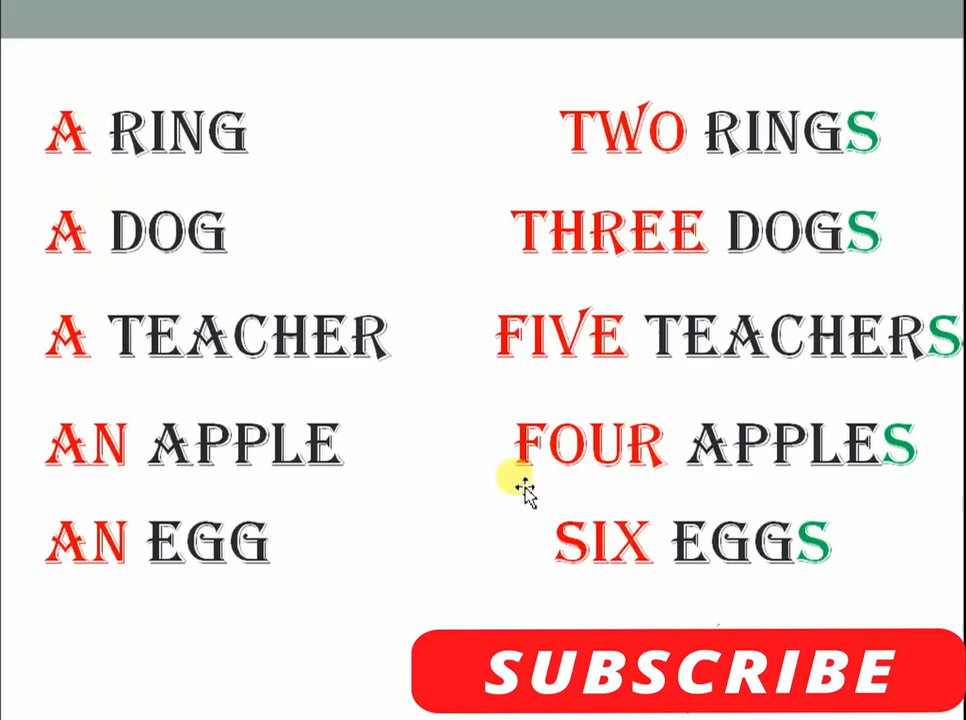 A RING TWO RINGS
A DOG THREE DOGS
A TEACHER FIVE TEACHERS
AN APPLE FOUR APPLES
AN EGG SIX EGGS
SUBSCRIBE